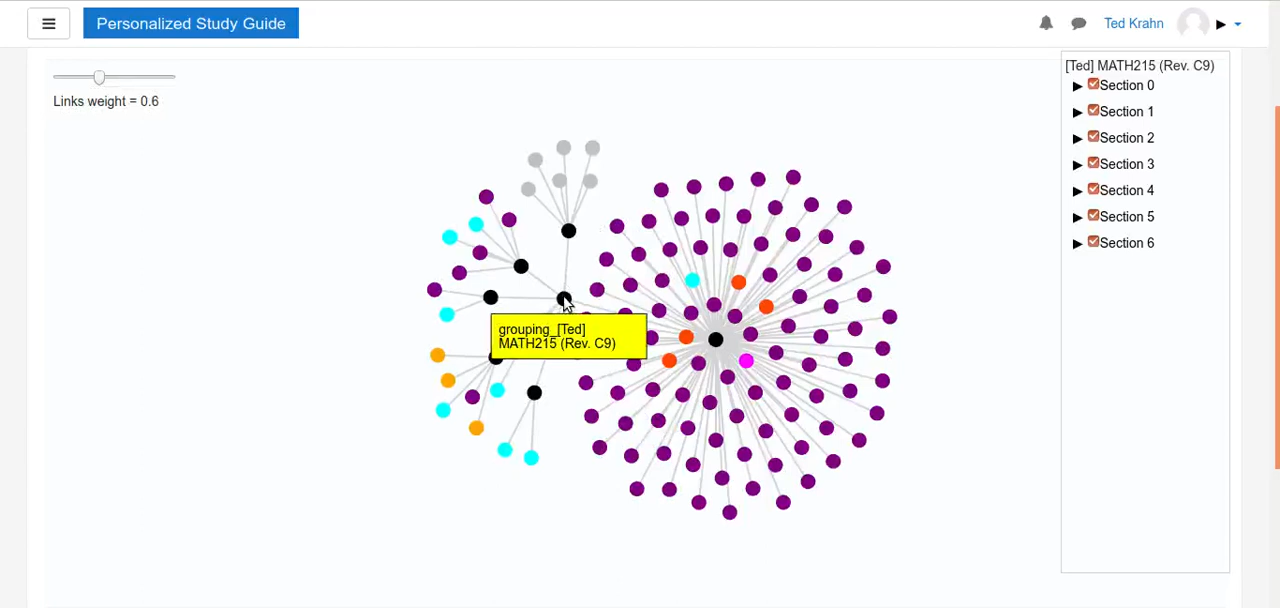 Personalized Study Guide
Ted Krahn
Links weight = 0.6
[Ted] MATH215 (Rev. C9)
Section 0
Section 1
Section 2
Section 3
Section 4
Section 5
Section 6
grouping_[Ted]
MATH215 (Rev. C9)